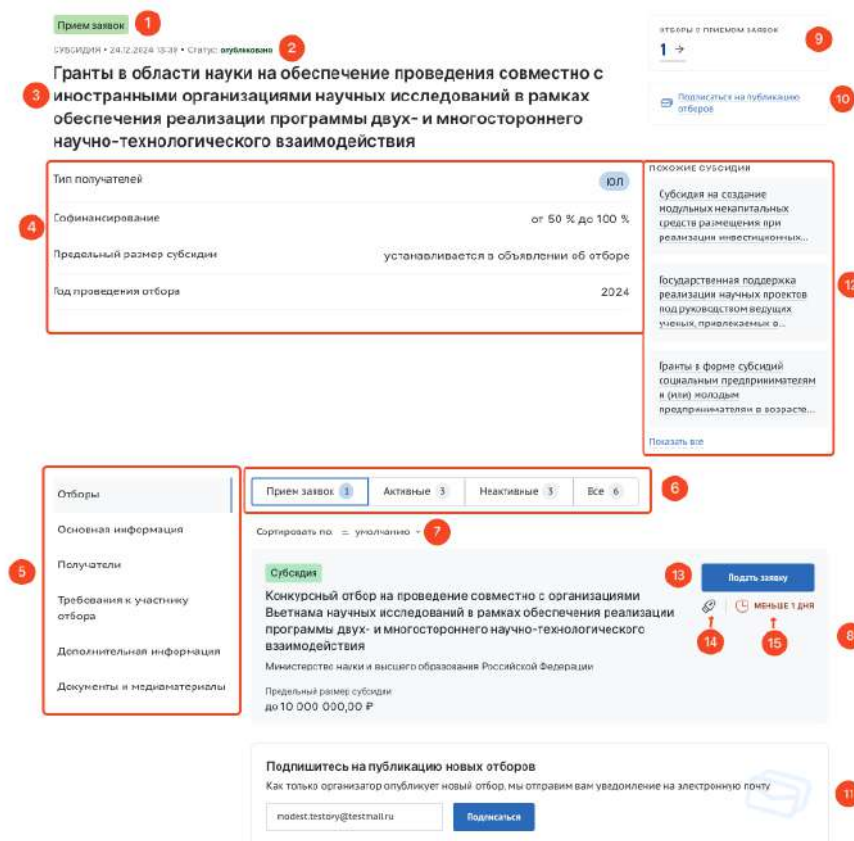 Прием заявок
1
СУБСИДИЯ • 24.12.2024 18:39 • Статус: опубликовано
2
3
Гранты в области науки на обеспечение проведения совместно с
иностранными организациями научных исследований в рамках
обеспечения реализации программы двух- и многостороннего
научно-технологического взаимодействия
ОТБОРЫ С ПРИЕМОМ ЗАЯВОК
1 →
9
Подписаться на публикацию
отборов
10
4
Тип получателей
ЮЛ
Софинансирование
от 50 % до 100 %
Предельный размер субсидии
устанавливается в объявлении об отборе
Год проведения отбора
2024
ПОХОЖИЕ СУБСИДИИ
Субсидия на создание
модульных некапитальных
средств размещения при
реализации инвестиционных...
Государственная поддержка
реализации научных проектов
под руководством ведущих
ученых, привлекаемых в...
Гранты в форме субсидий
социальным предпринимателям
и (или) молодым
предпринимателям в возрасте...
Показать все
12
5
Отборы
Основная информация
Получатели
Требования к участнику
отбора
Дополнительная информация
Документы и медиаматериалы
Прием заявок 1
Активные 3
Неактивные 3
Все 6
6
Сортировать по: умолчанию
7
Субсидия
Конкурсный отбор на проведение совместно с организациями
Вьетнама научных исследований в рамках обеспечения реализации
программы двух- и многостороннего научно-технологического
взаимодействия
Министерство науки и высшего образования Российской Федерации
Предельный размер субсидии
до 10 000 000,00 ₽
13
Подать заявку
МЕНЬШЕ 1 ДНЯ
14
15
8
Подпишитесь на публикацию новых отборов
Как только организатор опубликует новый отбор, мы отправим вам уведомление на электронную почту
modest.testory@testmail.ru
Подписаться
11